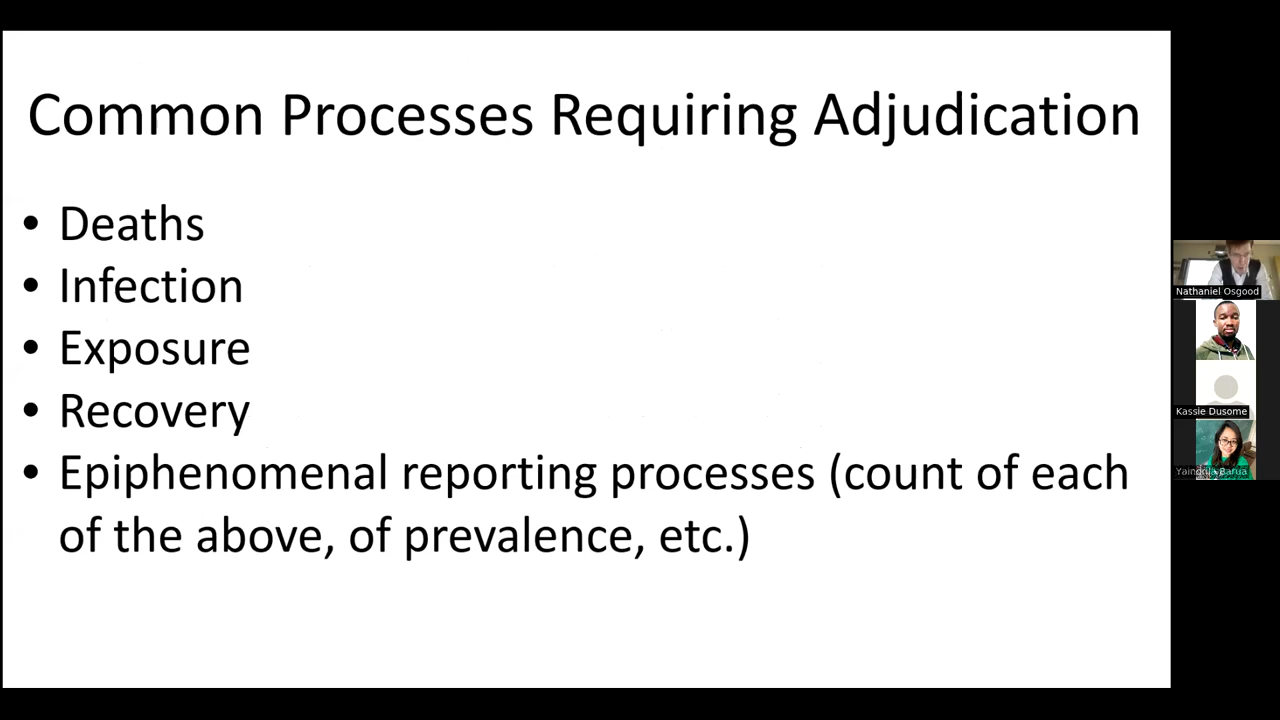 Common Processes Requiring Adjudication
• Deaths
• Infection
• Exposure
• Recovery
• Epiphenomenal reporting processes (count of each
of the above, of prevalence, etc.)
Nathaniel Osgood
Kassie Dusome
Barua